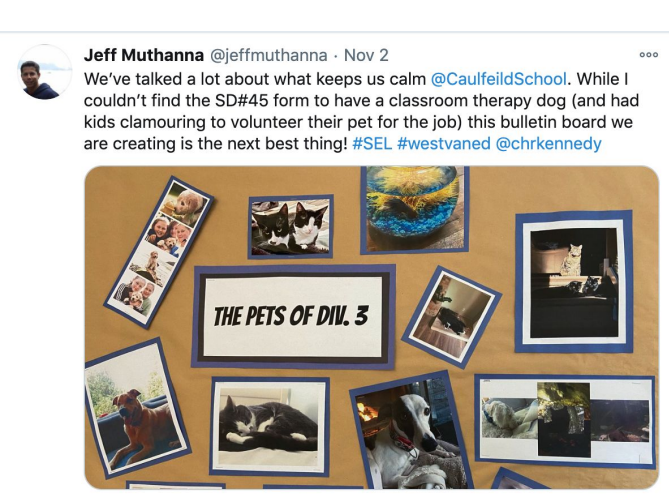 Jeff Muthanna @jeffmuthanna · Nov 2
We’ve talked a lot about what keeps us calm @CaulfeildSchool. While I
couldn’t find the SD#45 form to have a classroom therapy dog (and had
kids clamouring to volunteer their pet for the job) this bulletin board we
are creating is the next best thing! #SEL #westvaned @chrkennedy
THE PETS OF DIV. 3